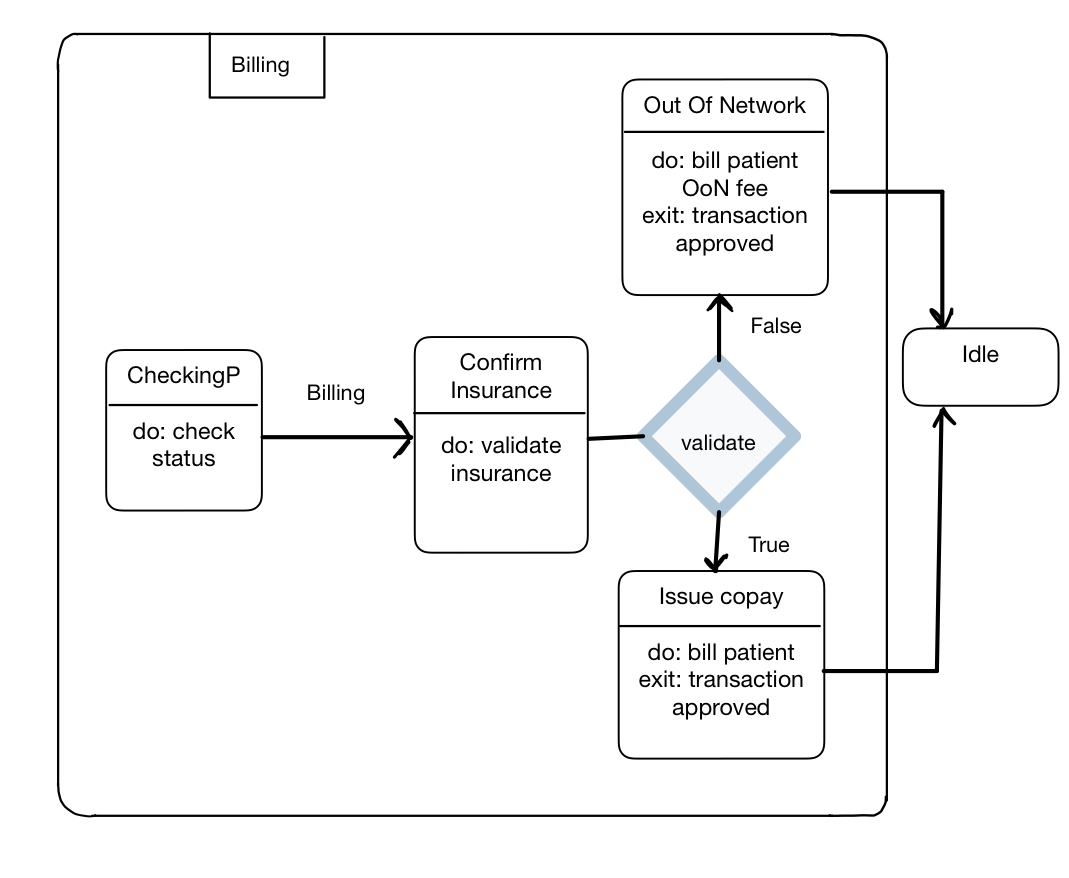 Billing
Out Of Network
do: bill patient
OoN fee
exit: transaction
approved
False
Idle
CheckingP
do: check
status
Billing
Confirm
Insurance
do: validate
insurance
validate
True
Issue copay
do: bill patient
exit: transaction
approved